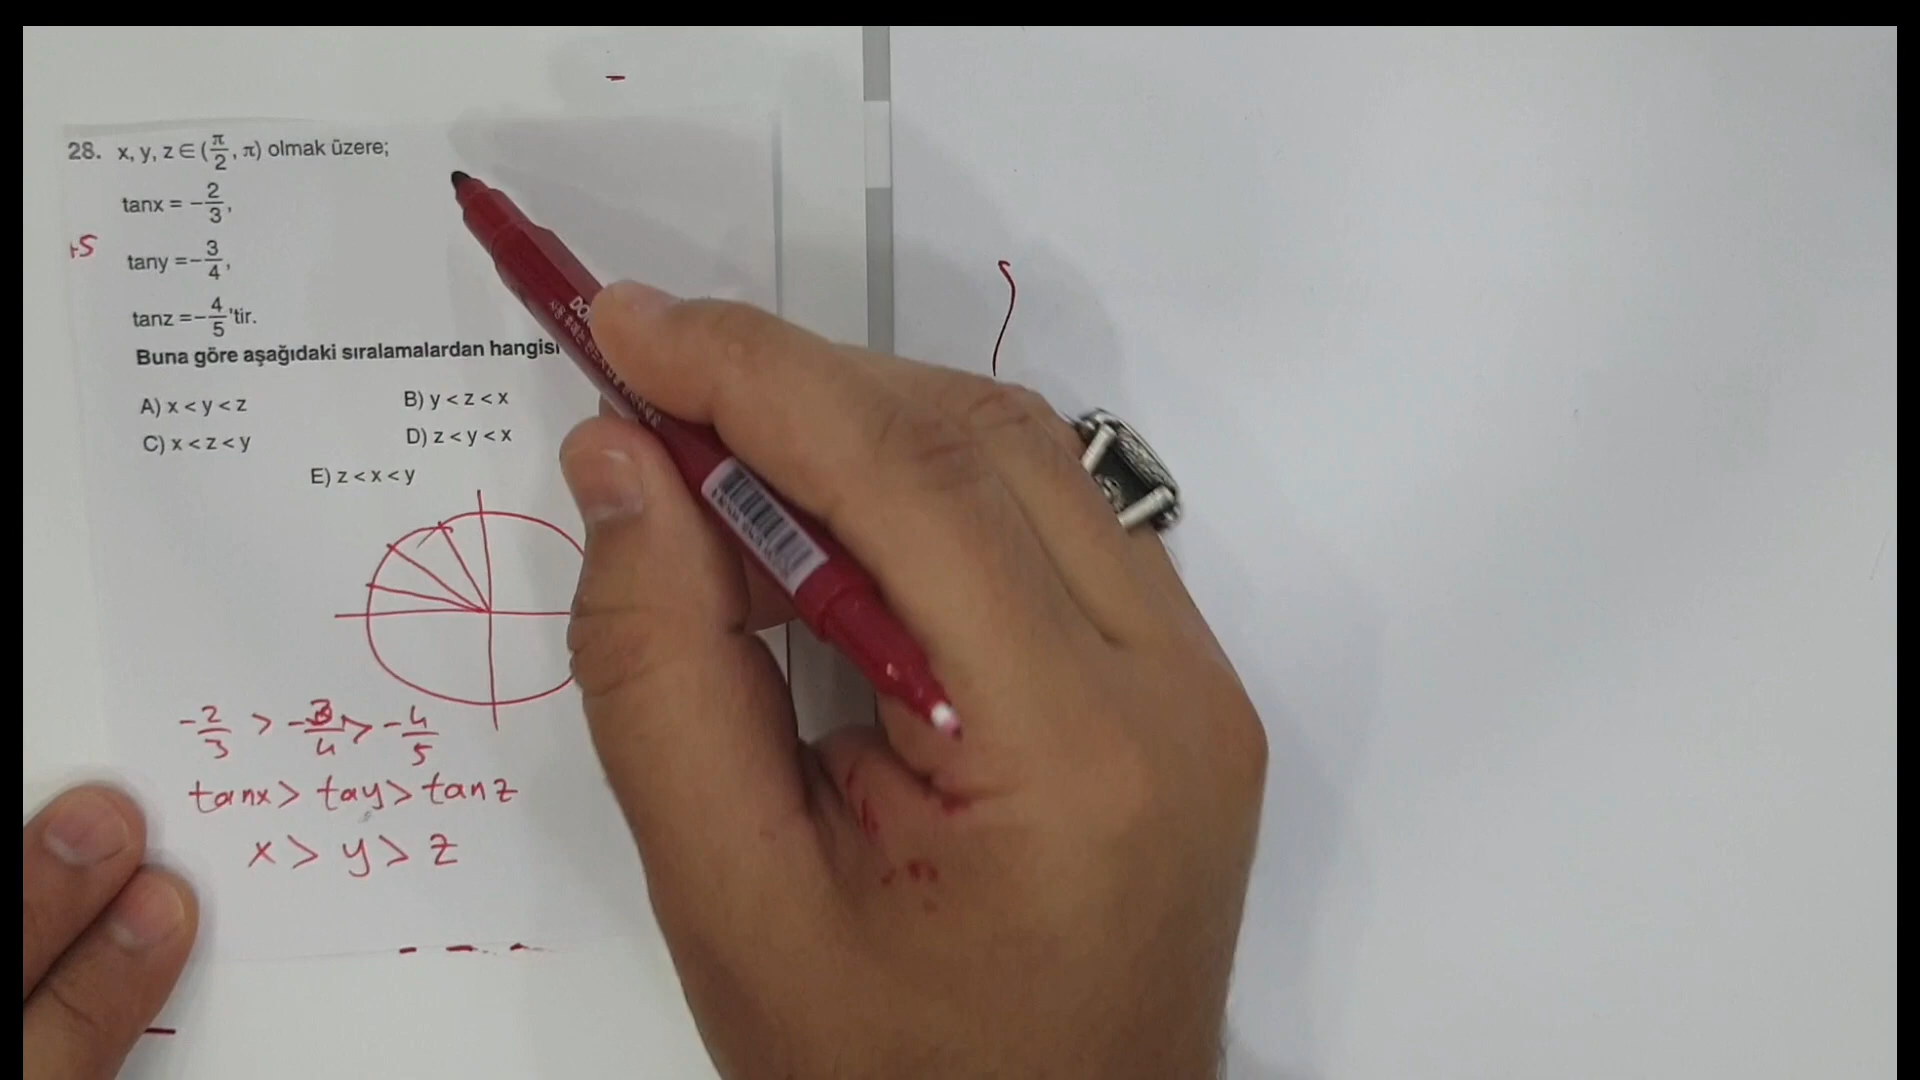 28. x, y, z ∈ (π/2, π) olmak üzere;
tanx = -2/3,
+5
tany =-3/4,
tanz =-4/5'tir.
Buna göre aşağıdaki sıralamalardan
A) x < y < z B) y < z < x
C) x < z < y D) z < y < x
E) z < x < y
-2/3 > -3/4 > -4/5
tanx > tay > tanz
x > y > z